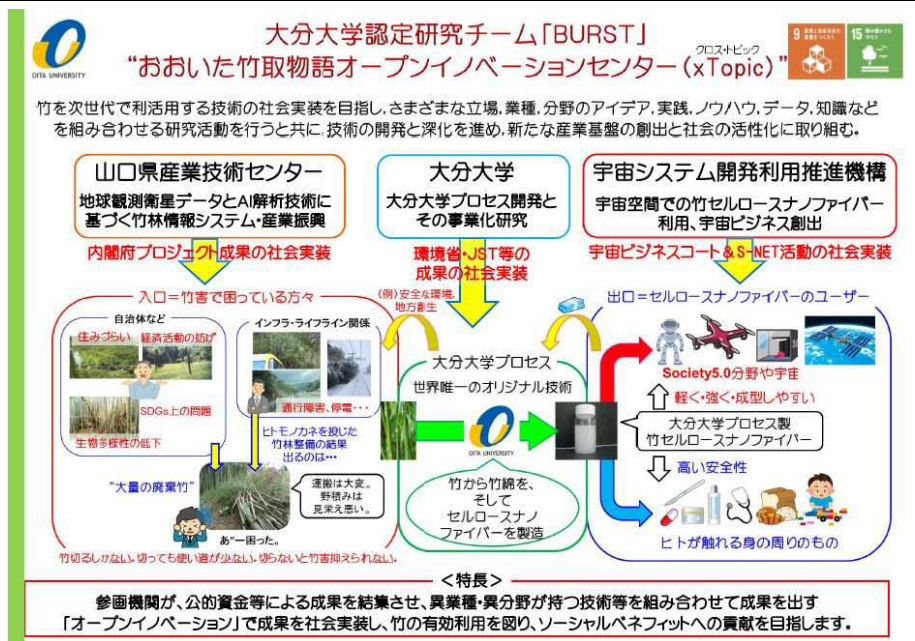 大分大学認定研究チーム「BURST」
クロス・トピック
“おおいた竹取物語オープンイノベーションセンター(xTopic)”
OITA UNIVERSITY
9
15
竹を次世代で利活用する技術の社会実装を目指し,さまざまな立場,業種,分野のアイデア,実践,ノウハウ,データ,知識など
を組み合わせる研究活動を行うと共に,技術の開発と深化を進め,新たな産業基盤の創出と社会の活性化に取り組む。
山口県産業技術センター
地球観測衛星データとAI解析技術に
基づく竹林情報システム・産業振興
内閣府プロジェクト成果の社会実装
大分大学
大分大学プロセス開発と
その事業化研究
環境省・JST等の
成果の社会実装
宇宙システム開発利用推進機構
宇宙空間での竹セルロースナノファイバー
利用、宇宙ビジネス創出
宇宙ビジネスコート&S-NET活動の社会実装
入口=竹害で困っている方々
自治体など
住みづらい 経済活動の妨げ
SDGs上の問題
生物多様性の低下
インフラ・ライフライン関係
通行障害、停電・・・
ヒトモノカネを投じた
竹林整備の結果
出るのは・・・
“大量の廃棄竹”
運搬は大変。
野積みは
見栄え悪い。
あ〝ー困った。
竹切るしかない.切っても使い道が少ない.切らないと竹害抑えられない.
(例)安全な環境,
地方創生
大分大学プロセス
世界唯一のオリジナル技術
OITA UNIVERSITY
竹から竹綿を、
そして
セルロースナノ
ファイバーを製造
出口=セルロースナノファイバーのユーザー
Society5.0分野や宇宙
軽く・強く・成型しやすい
大分大学プロセス製
竹セルロースナノファイバー
高い安全性
ヒトが触れる身の周りのもの
<特長>
参画機関が、公的資金等による成果を結集させ、異業種・異分野が持つ技術等を組み合わせて成果を出す
「オープンイノベーション」で成果を社会実装し、竹の有効利用を図り、ソーシャルベネフィットへの貢献を目指します。